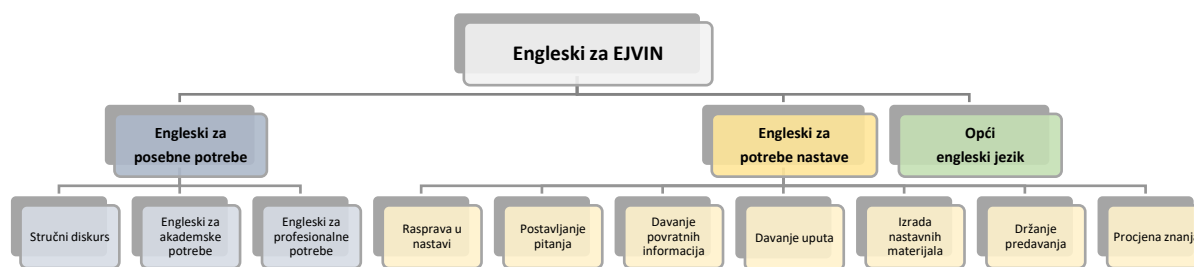 Engleski za EJVIN
Engleski za
posebne potrebe
Engleski za
potrebe nastave
Opći
engleski jezik
Stručni diskurs
Engleski za
akademske
potrebe
Engleski za
profesionalne
potrebe
Rasprava u
nastavi
Postavljanje
pitanja
Davanje
povratnih
informacija
Davanje uputa
Izrada
nastavnih
materijala
Držanje
predavanja
Procjena znanja